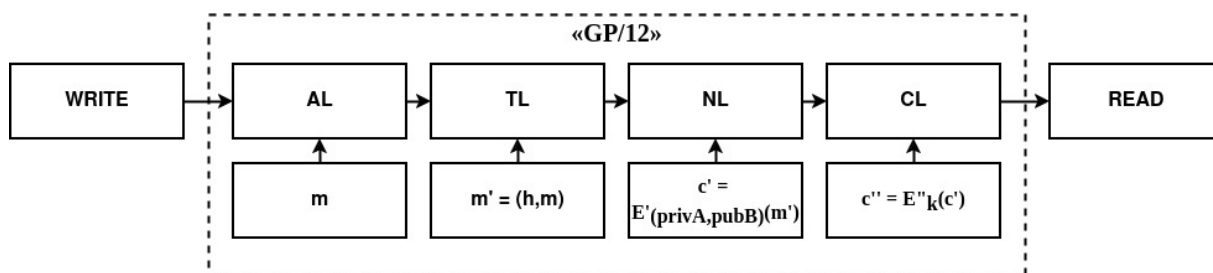 «GP/12»
WRITE
AL
TL
NL
CL
READ
m
m' = (h,m)
c' =
E'(privA,pubB)(m')
c'' = E"k(c')